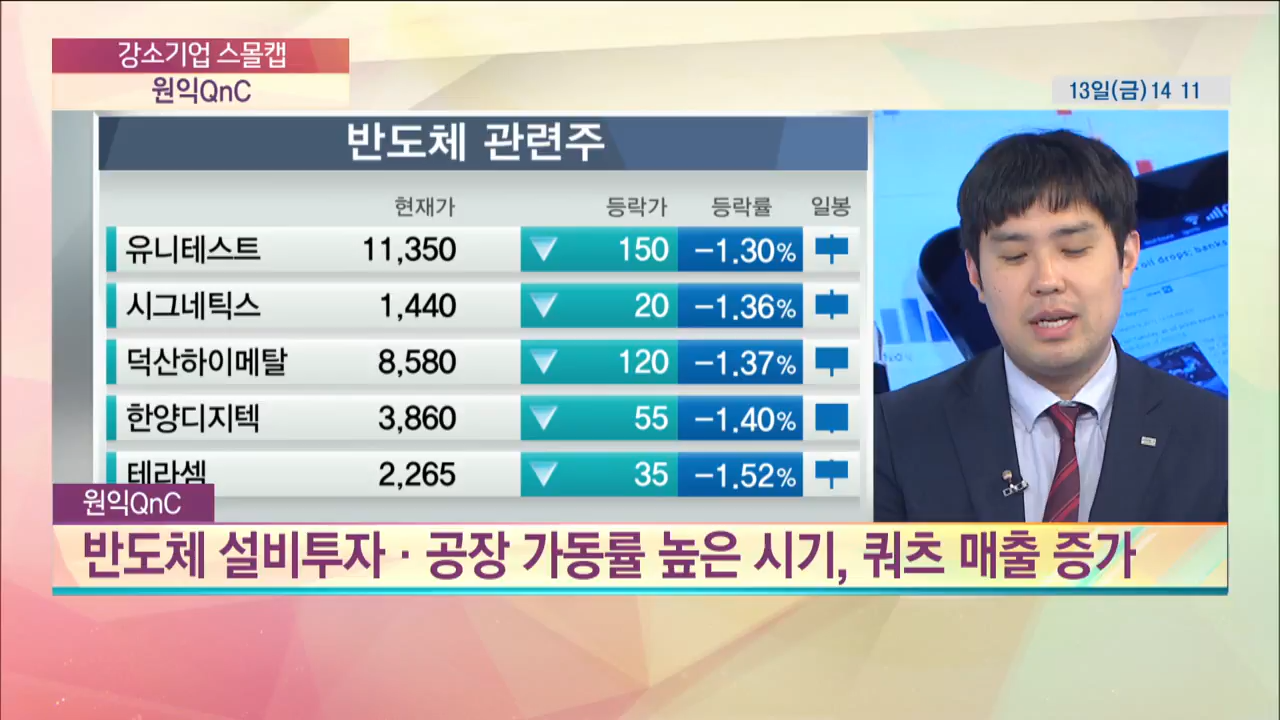 강소기업 스몰캡
원익QnC
13일(금) 14 11
반도체 관련주
현재가 등락가 등락률 일봉
유니테스트 11,350 ▼ 150 -1.30%
시그네틱스 1,440 ▼ 20 -1.36%
덕산하이메탈 8,580 ▼ 120 -1.37%
한양디지텍 3,860 ▼ 55 -1.40%
테라셈 2,265 ▼ 35 -1.52%
oil drops; banks
원익QnC
반도체 설비투자·공장 가동률 높은 시기, 쿼츠 매출 증가